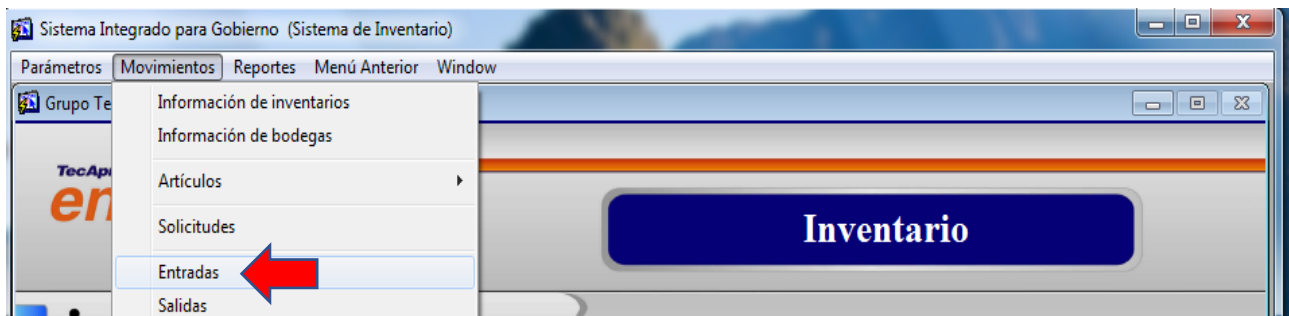 Sistema Integrado para Gobierno (Sistema de Inventario)
Parámetros Movimientos Reportes Menú Anterior Window
Grupo
Información de inventarios
Información de bodegas
Artículos
Solicitudes
Entradas
Salidas
Inventario